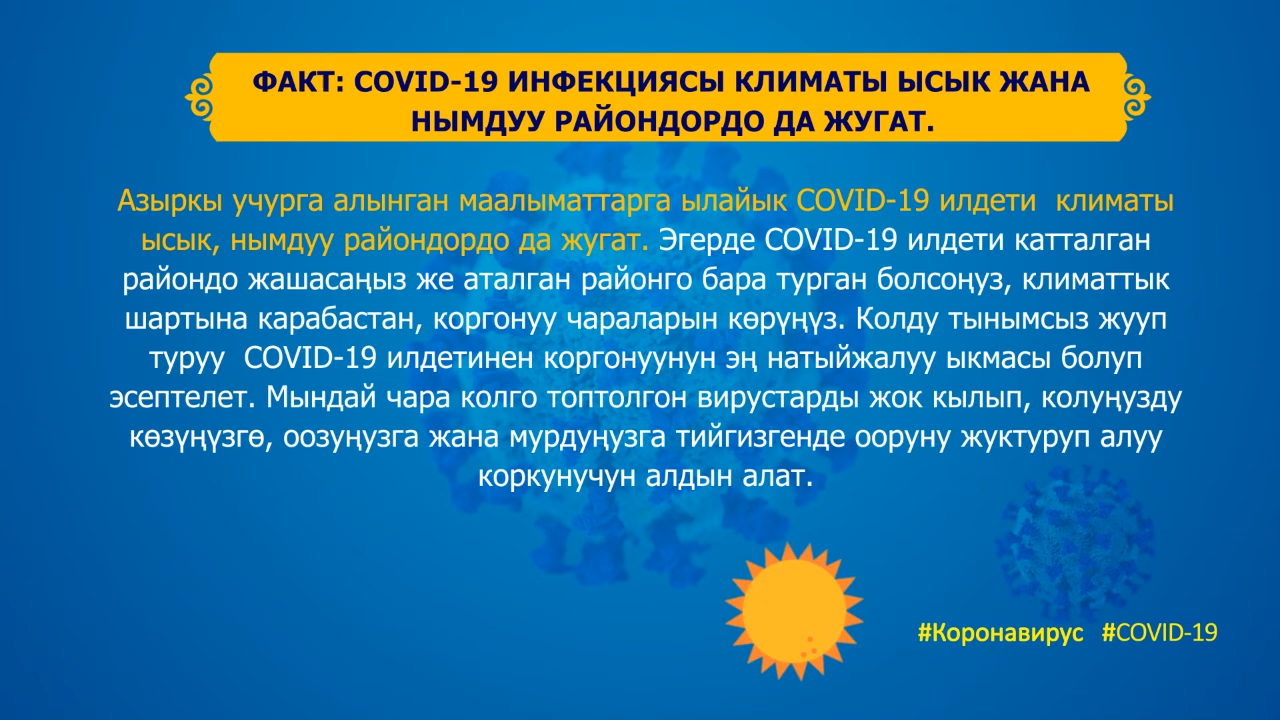 ФАКТ: COVID-19 ИНФЕКЦИЯСЫ КЛИМАТЫ ЫСЫК ЖАНА
НЫМДУУ РАЙОНДОРДО ДА ЖУГАТ.
Азыркы учурга алынган маалыматтарга ылайык COVID-19 илдети климаты
ысык, нымдуу райондордо да жугат. Эгерде COVID-19 илдети катталган
райондо жашасаңыз же аталган районго бара турган болсоңуз, климаттык
шартына карабастан, коргонуу чараларын көрүңүз. Колду тынымсыз жууп
туруу COVID-19 илдетинен коргонуунун эң натыйжалуу ыкмасы болуп
эсептелет. Мындай чара колго топтолгон вирустарды жок кылып, колуңузду
көзүңүзгө, оозуңузга жана мурдуңузга тийгизгенде ооруну жуктуруп алуу
коркунучун алдын алат.
#Коронавирус #COVID-19